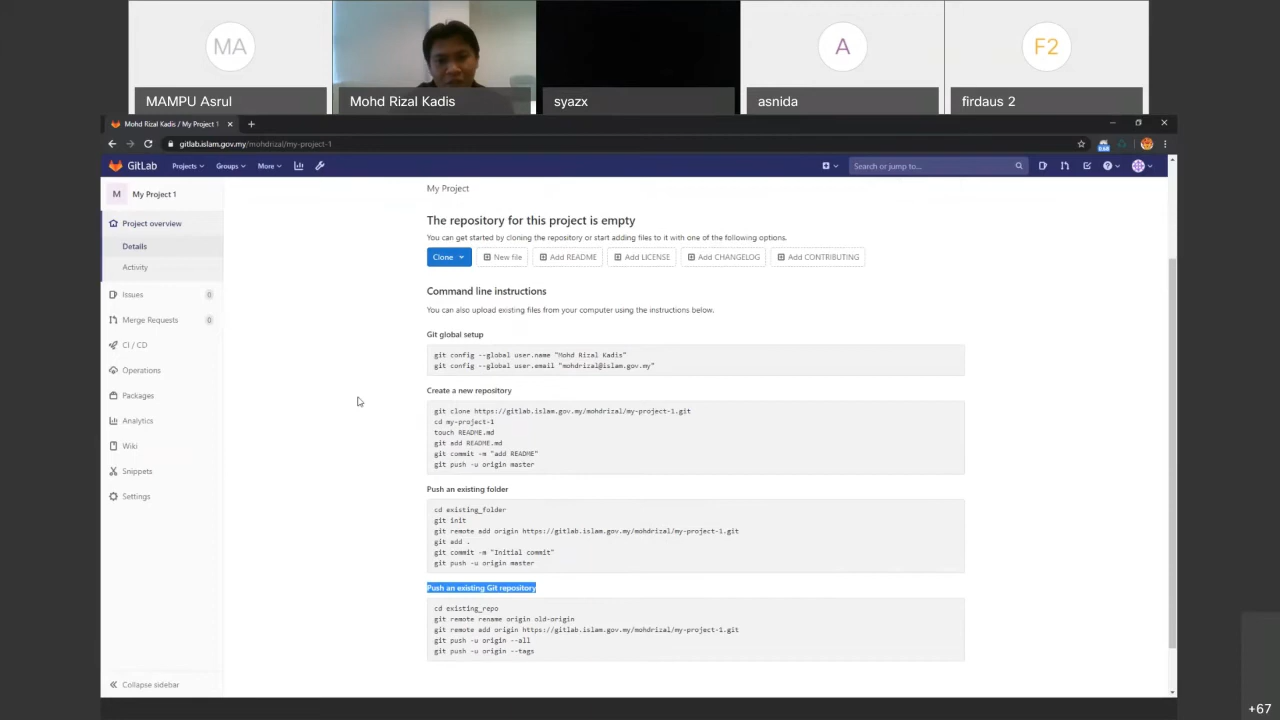 MA
A
F2
MAMPU Asrul
Mohd Rizal Kadis
syazx
asnida
firdaus 2
Mohd Rizal Kadis / My Project 1
gitlab.islam.gov.my/mohdrizal/my-project-1
GitLab
Projects
Groups
More
Search or jump to...
M
My Project 1
Project overview
Details
Activity
Issues 0
Merge Requests 0
CI / CD
Operations
Packages
Analytics
Wiki
Snippets
Settings
Collapse sidebar
My Project
The repository for this project is empty
You can get started by cloning the repository or start adding files to it with one of the following options.
Clone
New file
Add README
Add LICENSE
Add CHANGELOG
Add CONTRIBUTING
Command line instructions
You can also upload existing files from your computer using the instructions below.
Git global setup
git config --global user.name "Mohd Rizal Kadis"
git config --global user.email "mohdrizal@islam.gov.my"
Create a new repository
git clone https://gitlab.islam.gov.my/mohdrizal/my-project-1.git
cd my-project-1
touch README.md
git add README.md
git commit -m "add README"
git push -u origin master
Push an existing folder
cd existing_folder
git init
git remote add origin https://gitlab.islam.gov.my/mohdrizal/my-project-1.git
git add .
git commit -m "Initial commit"
git push -u origin master
Push an existing Git repository
cd existing_repo
git remote rename origin old-origin
git remote add origin https://gitlab.islam.gov.my/mohdrizal/my-project-1.git
git push -u origin --all
git push -u origin --tags
+67